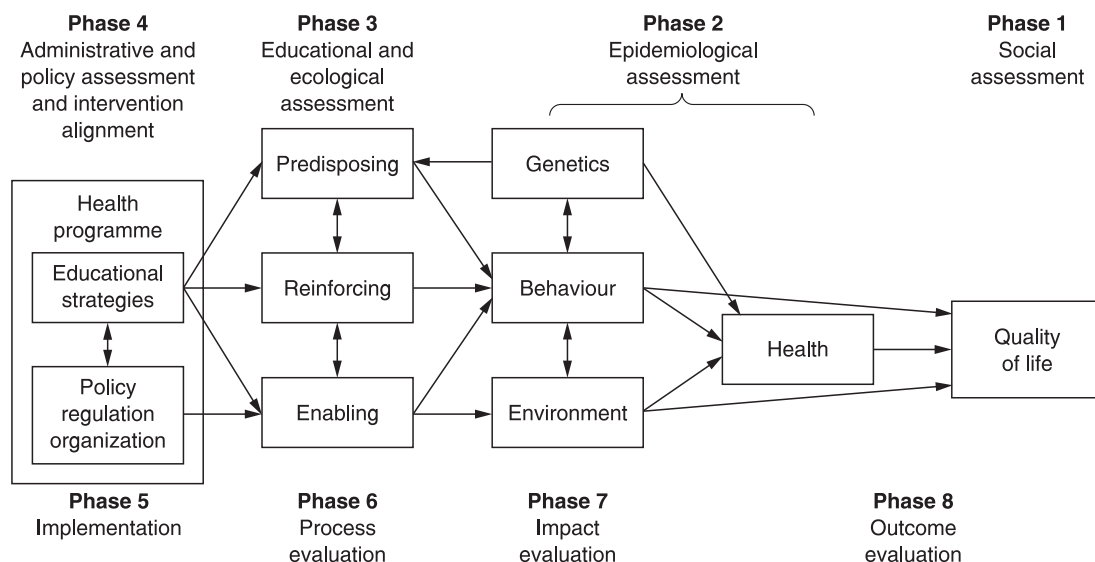 Phase 4
Administrative and
policy assessment
and intervention
alignment
Phase 3
Educational and
ecological
assessment
Phase 2
Epidemiological
assessment
Phase 1
Social
assessment
Health
programme
Educational
strategies
Policy
regulation
organization
Predisposing
Reinforcing
Enabling
Genetics
Behaviour
Environment
Health
Quality
of life
Phase 5
Implementation
Phase 6
Process
evaluation
Phase 7
Impact
evaluation
Phase 8
Outcome
evaluation